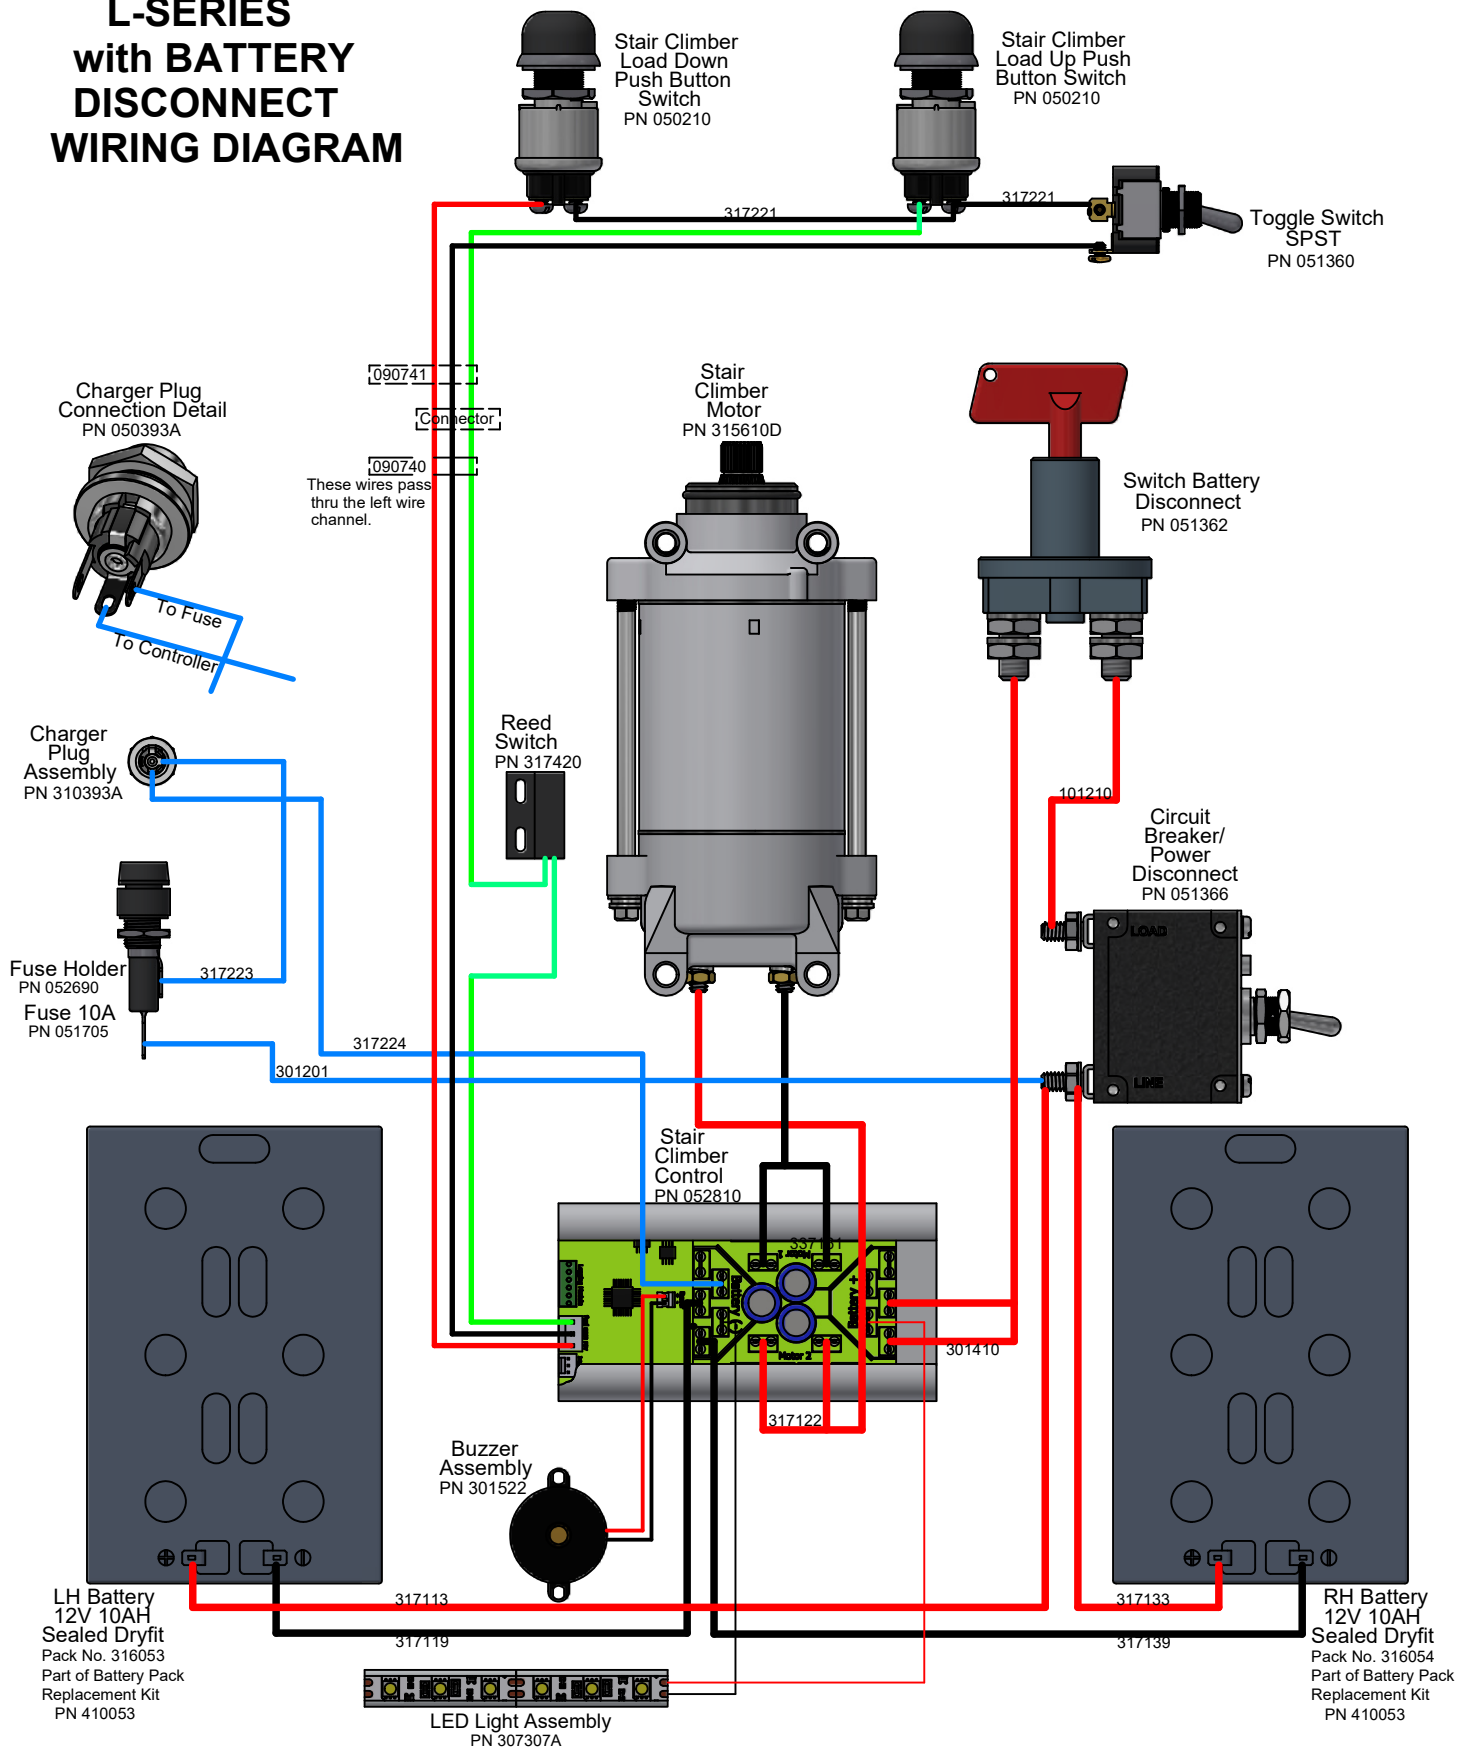 L-SERIES
with BATTERY
DISCONNECT
WIRING DIAGRAM
Stair Climber
Load Down
Push Button
Switch
PN 050210
Stair Climber
Load Up Push
Button Switch
PN 050210
317221
317221
Toggle Switch
SPST
PN 051360
090741
Connector
090740
These wires pass
thru the left wire
channel.
Charger Plug
Connection Detail
PN 050393A
To Fuse
To Controller
Stair
Climber
Motor
PN 315610D
Switch Battery
Disconnect
PN 051362
Charger
Plug
Assembly
PN 310393A
Reed
Switch
PN 317420
101210
Circuit
Breaker/
Power
Disconnect
PN 051366
LOAD
LINE
Fuse Holder
PN 052690
Fuse 10A
PN 051705
317223
317224
301201
Stair
Climber
Control
PN 052810
337131
Motor 1
Battery (-)
Battery +
Motor 2
301410
317122
Buzzer
Assembly
PN 301522
317113
317119
317133
317139
LH Battery
12V 10AH
Sealed Dryfit
Pack No. 316053
Part of Battery Pack
Replacement Kit
PN 410053
RH Battery
12V 10AH
Sealed Dryfit
Pack No. 316054
Part of Battery Pack
Replacement Kit
PN 410053
LED Light Assembly
PN 307307A